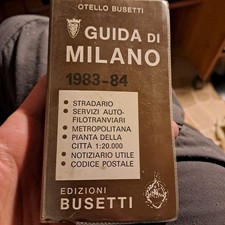 OTELLO BUSETTI
GUIDA DI
MILANO
1983-84
• STRADARIO
• SERVIZI AUTO-
FILOTRANVIARI
• METROPOLITANA
• PIANTA DELLA
CITTÀ 1:20.000
• NOTIZIARIO UTILE
• CODICE POSTALE
EDIZIONI
BUSETTI